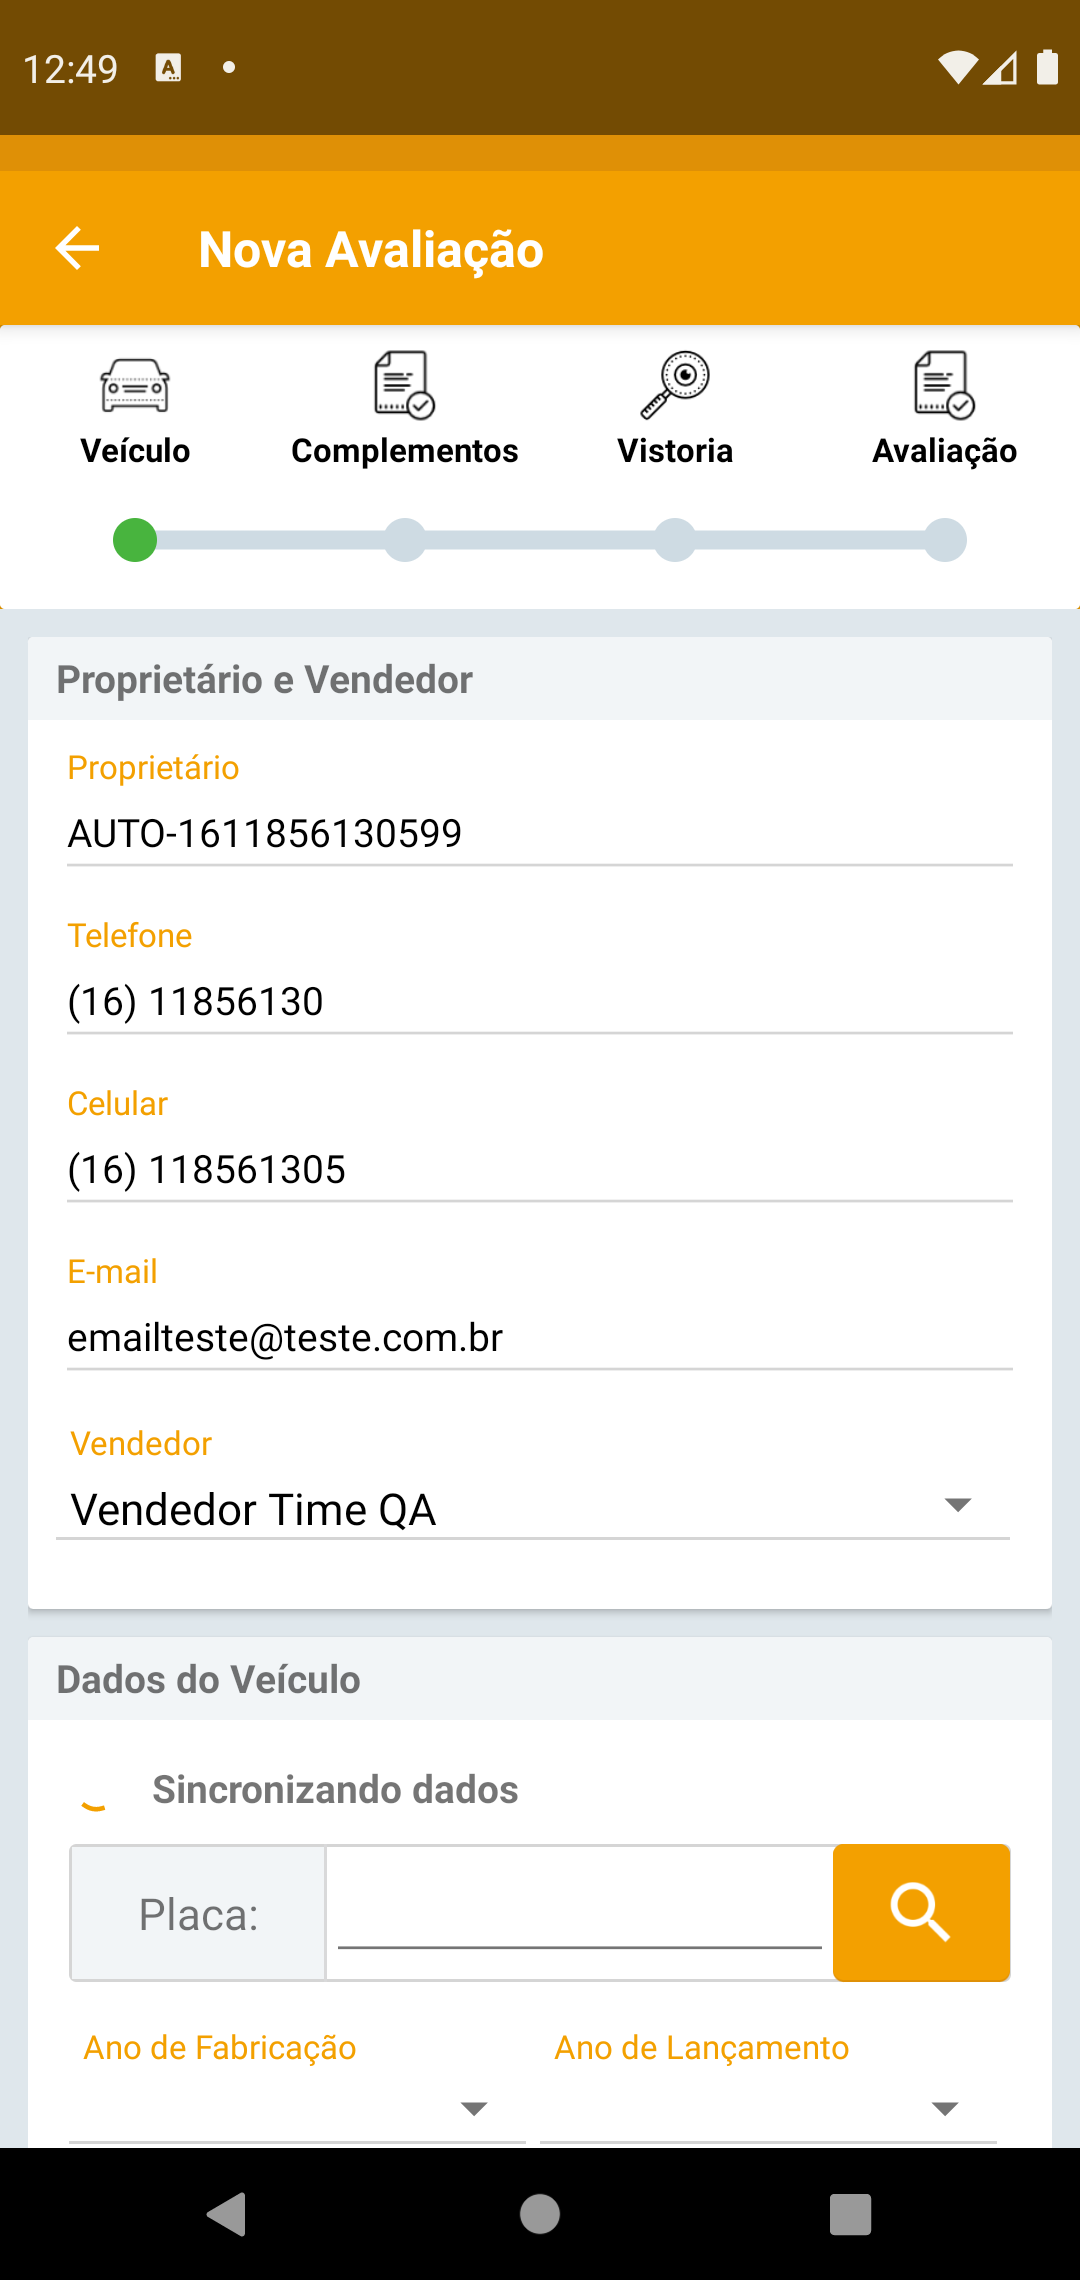 12:49
Nova Avaliação
Veículo
Complementos
Vistoria
Avaliação
Proprietário e Vendedor
Proprietário
AUTO-1611856130599
Telefone
(16) 11856130
Celular
(16) 118561305
E-mail
emailteste@teste.com.br
Vendedor
Vendedor Time QA
Dados do Veículo
Sincronizando dados
Placa:
Ano de Fabricação
Ano de Lançamento